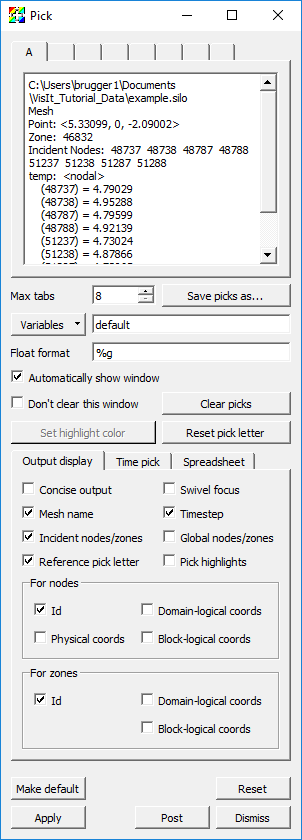 Pick
A
C:\Users\brugger1\Documents
\VisIt_Tutorial_Data\example.silo
Mesh
Point: <5.33099, 0, -2.09002>
Zone: 46832
Incident Nodes: 48737 48738 48787 48788
51237 51238 51287 51288
temp: <nodal>
(48737) = 4.79029
(48738) = 4.95288
(48787) = 4.79599
(48788) = 4.92139
(51237) = 4.73024
(51238) = 4.87866
Max tabs 8 Save picks as...
Variables default
Float format %g
Automatically show window
Don't clear this window Clear picks
Set highlight color Reset pick letter
Output display Time pick Spreadsheet
Concise output Swivel focus
Mesh name Timestep
Incident nodes/zones Global nodes/zones
Reference pick letter Pick highlights
For nodes
Id Domain-logical coords
Physical coords Block-logical coords
For zones
Id Domain-logical coords
Block-logical coords
Make default Reset
Apply Post Dismiss